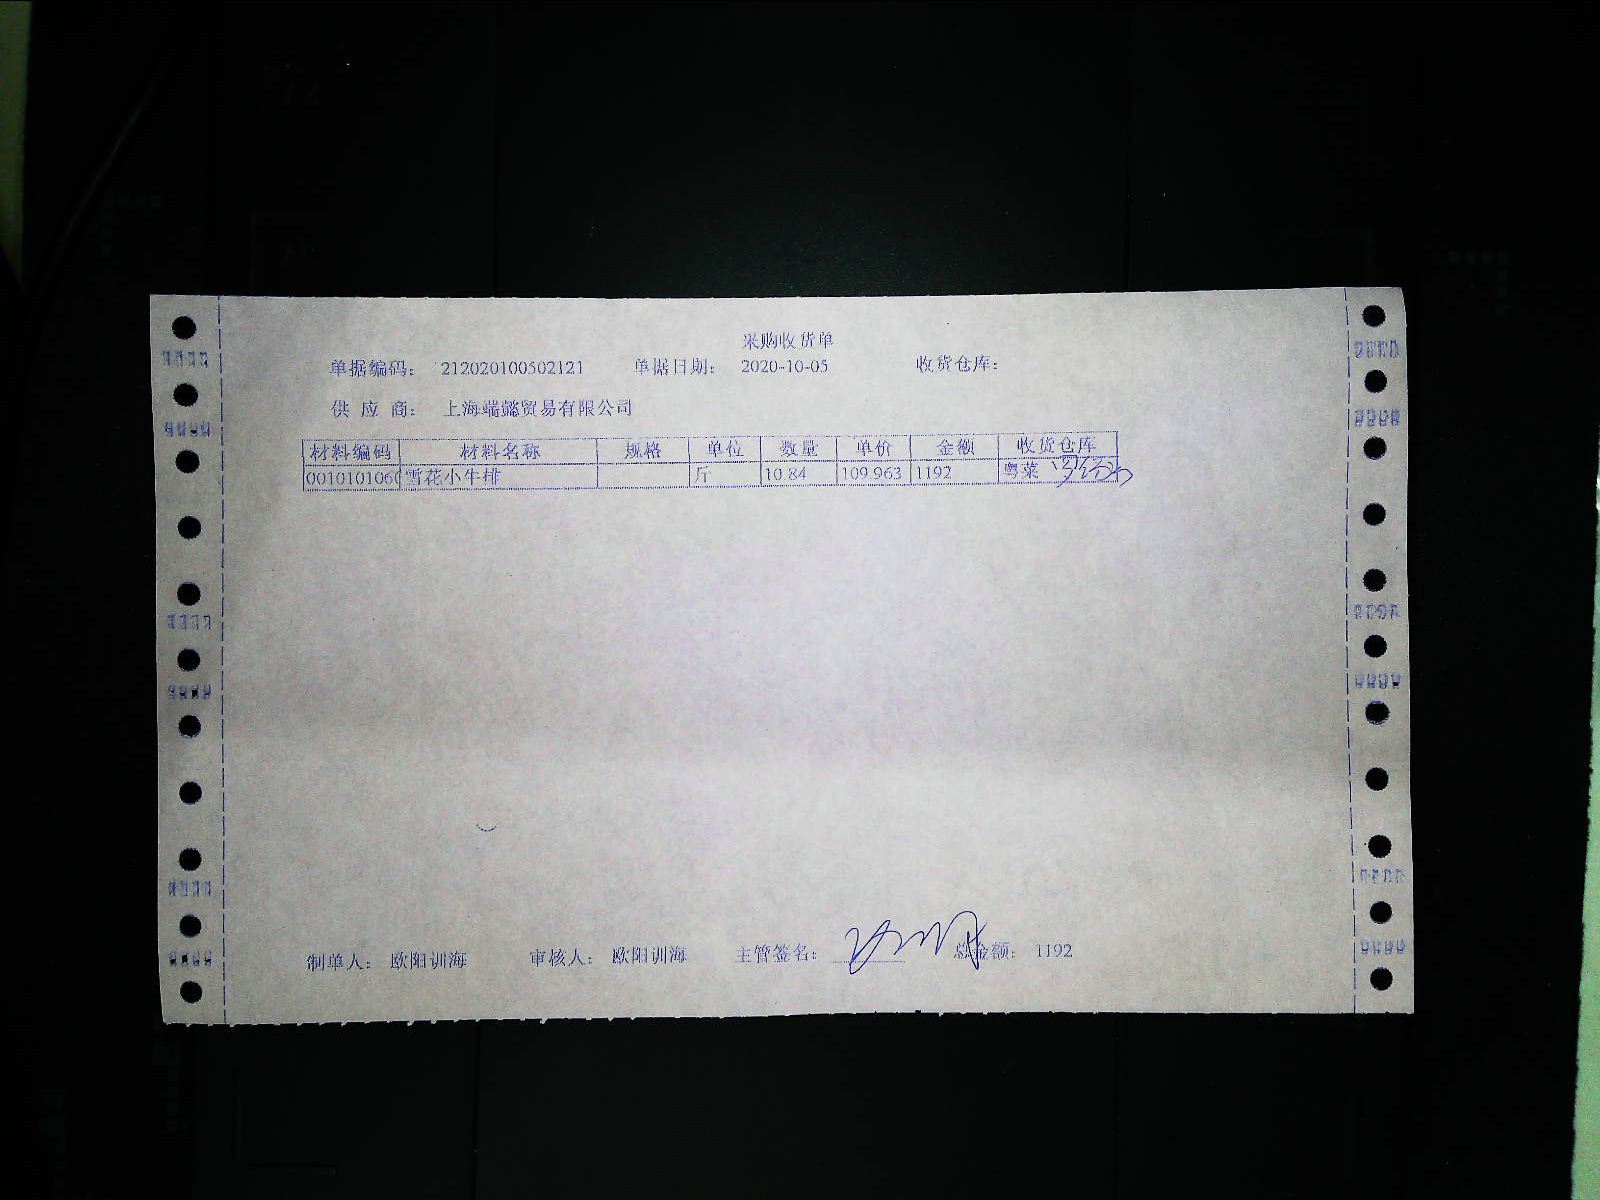 采购收货单
单据编码: 212020100502121 单据日期: 2020-10-05 收货仓库:
供 应 商: 上海端懿贸易有限公司
材料编码 材料名称 规格 单位 数量 单价 金额 收货仓库
0010101060 雪花小牛排 斤 10.84 109.963 1192 粤菜
制单人: 欧阳训海 审核人: 欧阳训海 主管签名: 总金额: 1192